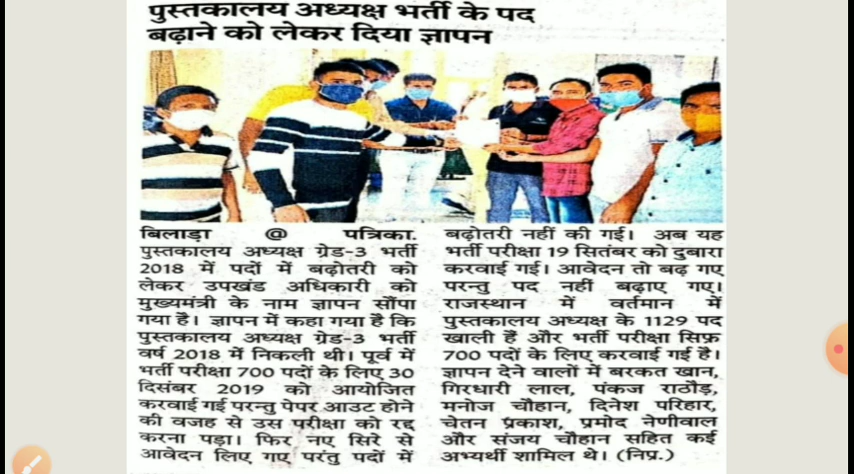 पुस्तकालय अध्यक्ष भर्ती के पद
बढ़ाने को लेकर दिया ज्ञापन
बिलाड़ा @ पत्रिका.
पुस्तकालय अध्यक्ष ग्रेड-3 भर्ती
2018 में पदों में बढ़ोतरी को
लेकर उपखंड अधिकारी को
मुख्यमंत्री के नाम ज्ञापन सौंपा
गया है। ज्ञापन में कहा गया है कि
पुस्तकालय अध्यक्ष ग्रेड-3 भर्ती
वर्ष 2018 में निकली थी। पूर्व में
भर्ती परीक्षा 700 पदों के लिए 30
दिसंबर 2019 को आयोजित
करवाई गई परन्तु पेपर आउट होने
की वजह से उस परीक्षा को रद्द
करना पड़ा। फिर नए सिरे से
आवेदन लिए गए परंतु पदों में
बढ़ोतरी नहीं की गई। अब यह
भर्ती परीक्षा 19 सितंबर को दुबारा
करवाई गई। आवेदन तो बढ़ गए
परन्तु पद नहीं बढ़ाए गए।
राजस्थान में वर्तमान में
पुस्तकालय अध्यक्ष के 1129 पद
खाली हैं और भर्ती परीक्षा सिर्फ़
700 पदों के लिए करवाई गई है।
ज्ञापन देने वालों में बरकत खान,
गिरधारी लाल, पंकज राठौड़,
मनोज चौहान, दिनेश परिहार,
चेतन प्रकाश, प्रमोद नेणीवाल
और संजय चौहान सहित कई
अभ्यर्थी शामिल थे। (निप्र.)